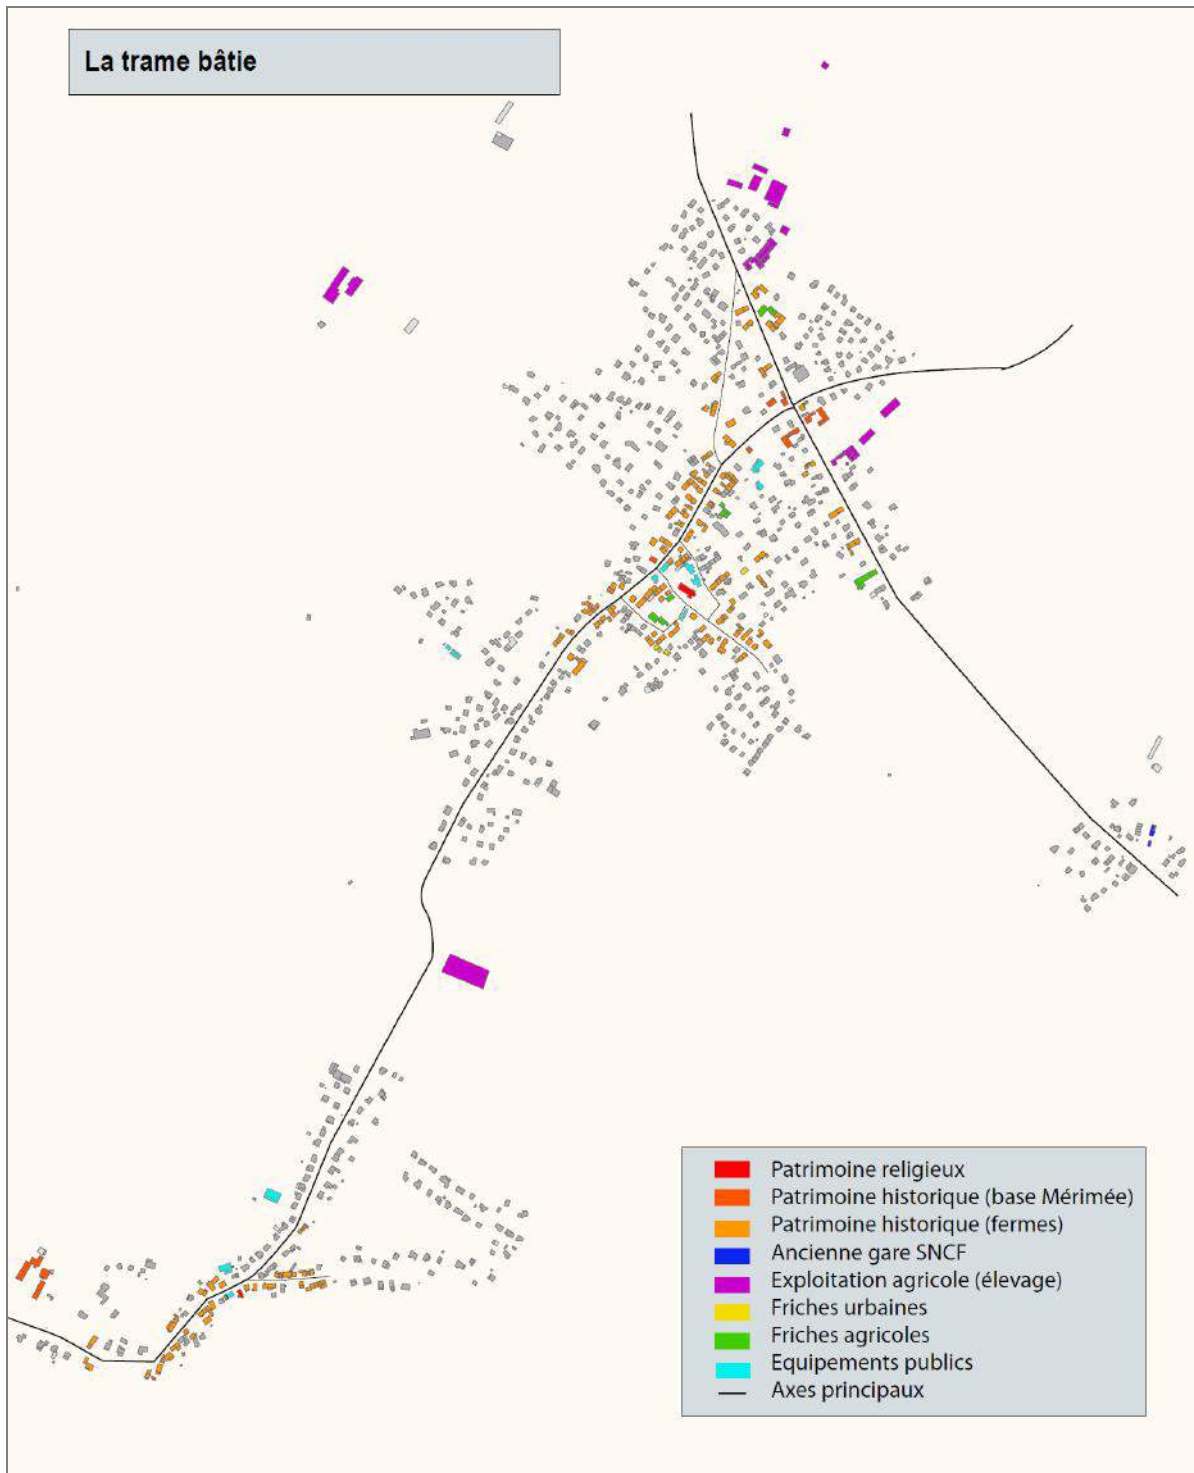 La trame bâtie
Patrimoine religieux
Patrimoine historique (base Mérimée)
Patrimoine historique (fermes)
Ancienne gare SNCF
Exploitation agricole (élevage)
Friches urbaines
Friches agricoles
Equipements publics
Axes principaux